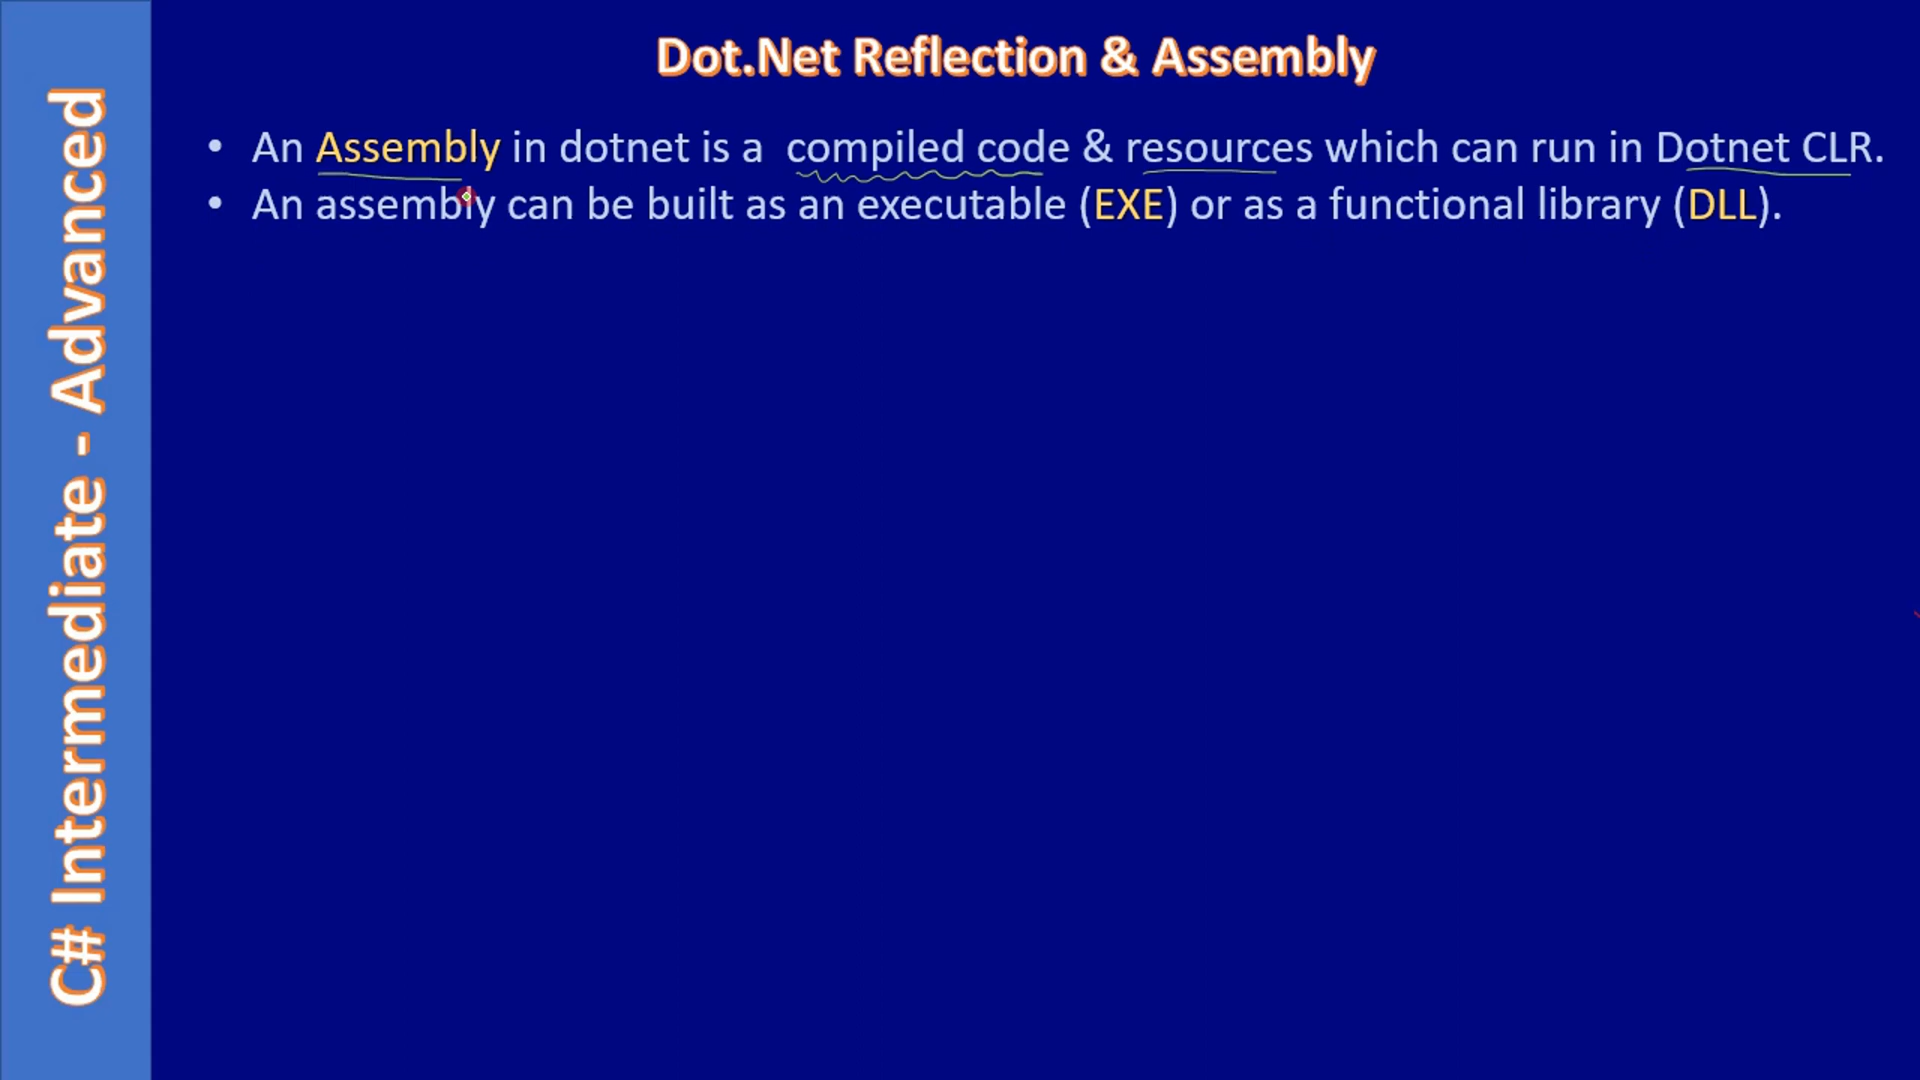 Dot.Net Reflection & Assembly
• An Assembly in dotnet is a compiled code & resources which can run in Dotnet CLR.
• An assembly can be built as an executable (EXE) or as a functional library (DLL).
C# Intermediate - Advanced